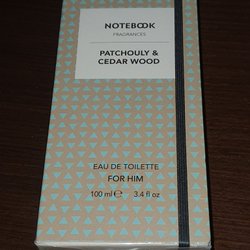 NOTEBOOK
FRAGRANCES
PATCHOULY &
CEDAR WOOD
EAU DE TOILETTE
FOR HIM
100 ml ℮ 3.4 fl oz